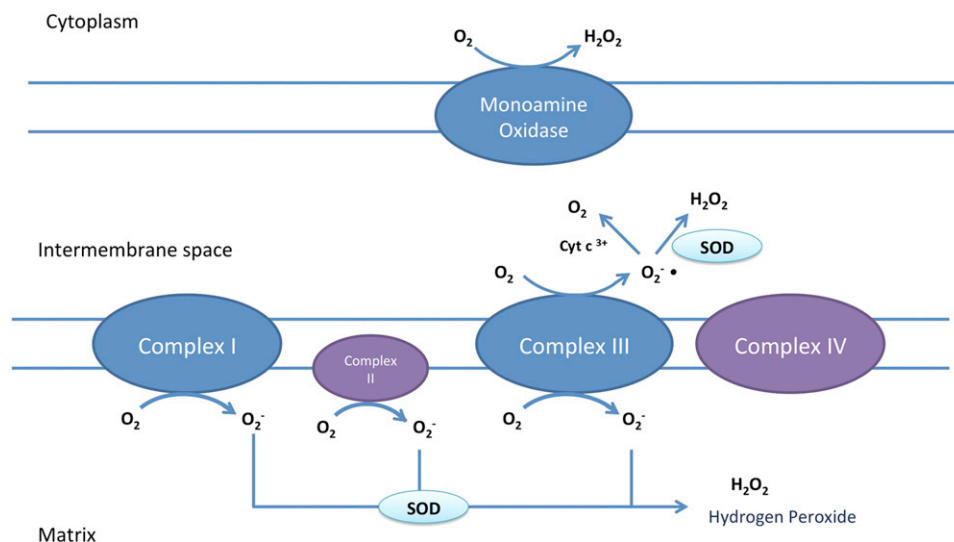 Cytoplasm
O₂ H₂O₂
Monoamine
Oxidase
O₂ H₂O₂
Intermembrane space
Cyt c ³⁺ SOD
O₂ O₂⁻ •
Complex I
Complex
II
Complex III
Complex IV
O₂ O₂⁻ O₂ O₂⁻ O₂ O₂⁻
H₂O₂
SOD
Hydrogen Peroxide
Matrix